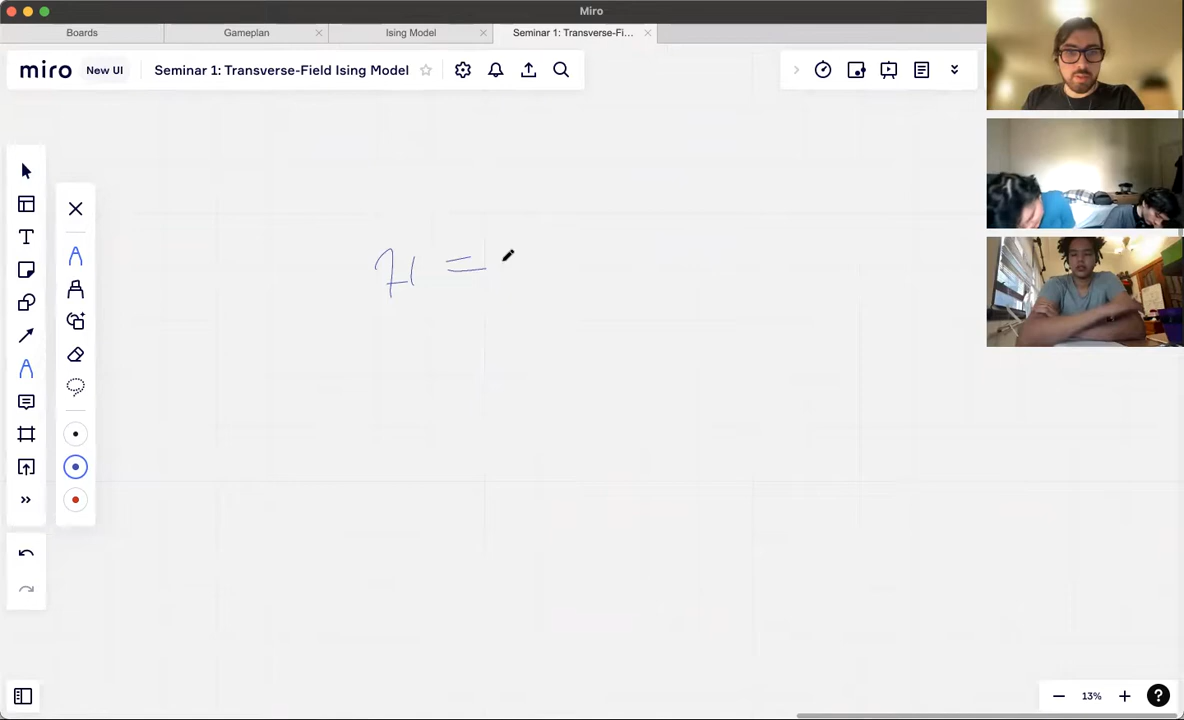 Miro
Boards
Gameplan
Ising Model
Seminar 1: Transverse-Fi...
miro
New UI
Seminar 1: Transverse-Field Ising Model
H =
13%